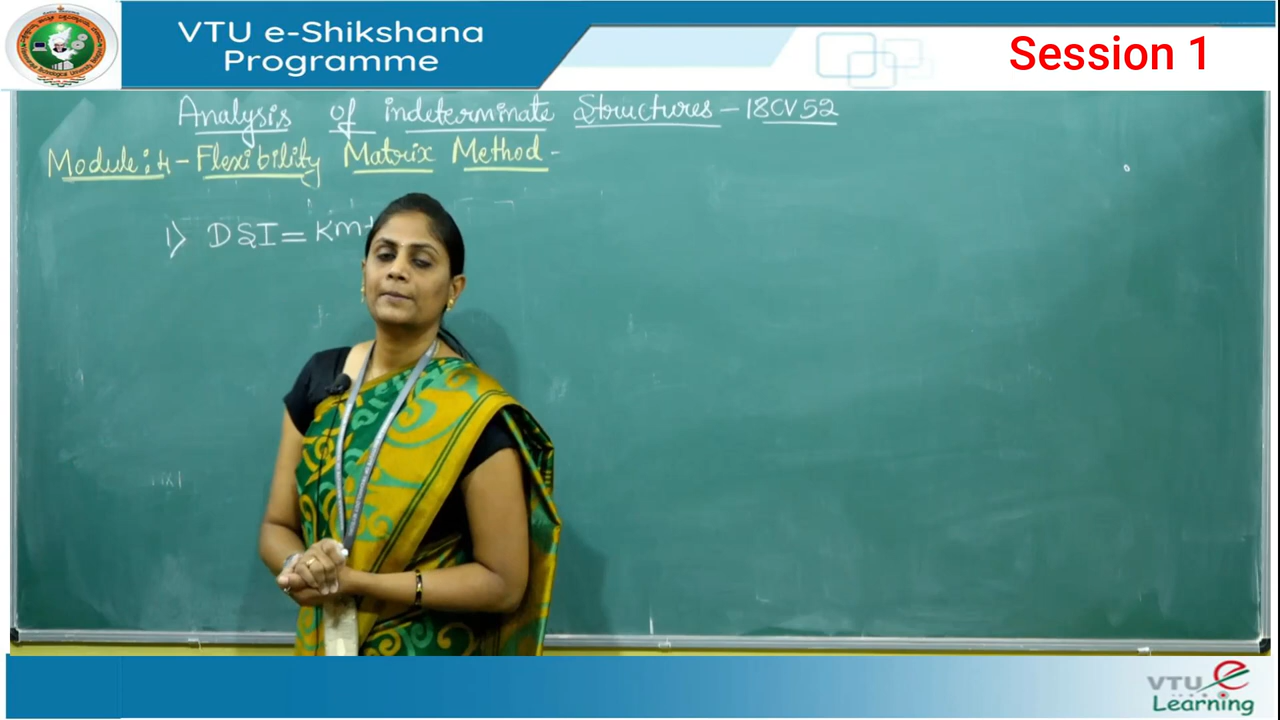 VTU e-Shikshana
Programme
Session 1
Analysis of indeterminate Structures - 18CV52
Module:4 - Flexibility Matrix Method -
1) DSI = Km+
VTU e
Learning